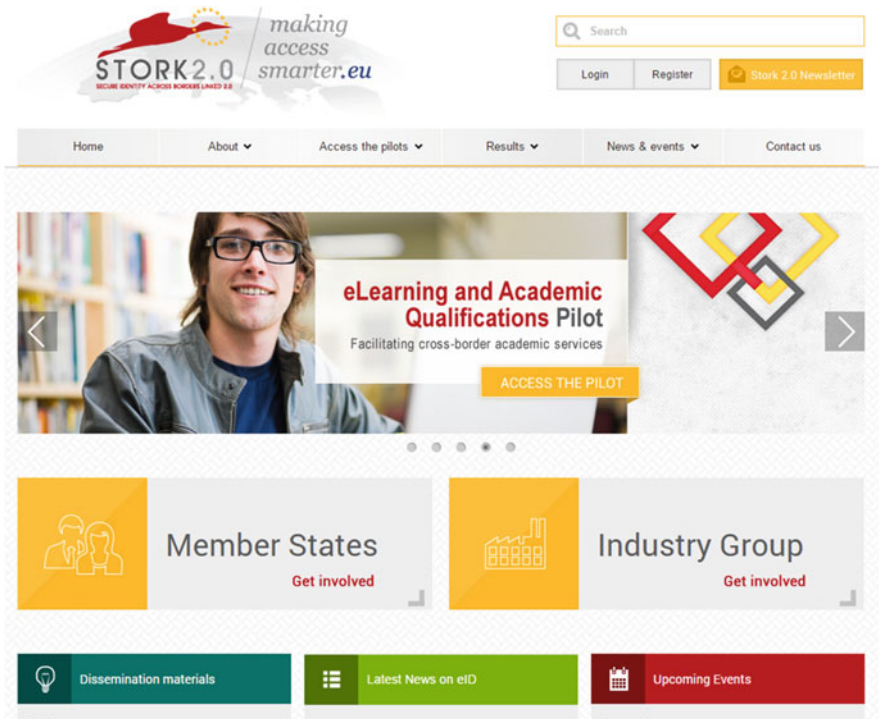 making
access
smarter.eu
STORK 2.0
SECURE IDENTITY ACROSS BORDERS LINKED 2.0
Search
Login
Register
Stork 2.0 Newsletter
Home
About
Access the pilots
Results
News & events
Contact us
eLearning and Academic
Qualifications Pilot
Facilitating cross-border academic services
ACCESS THE PILOT
Member States
Get involved
Industry Group
Get involved
Dissemination materials
Latest News on eID
Upcoming Events